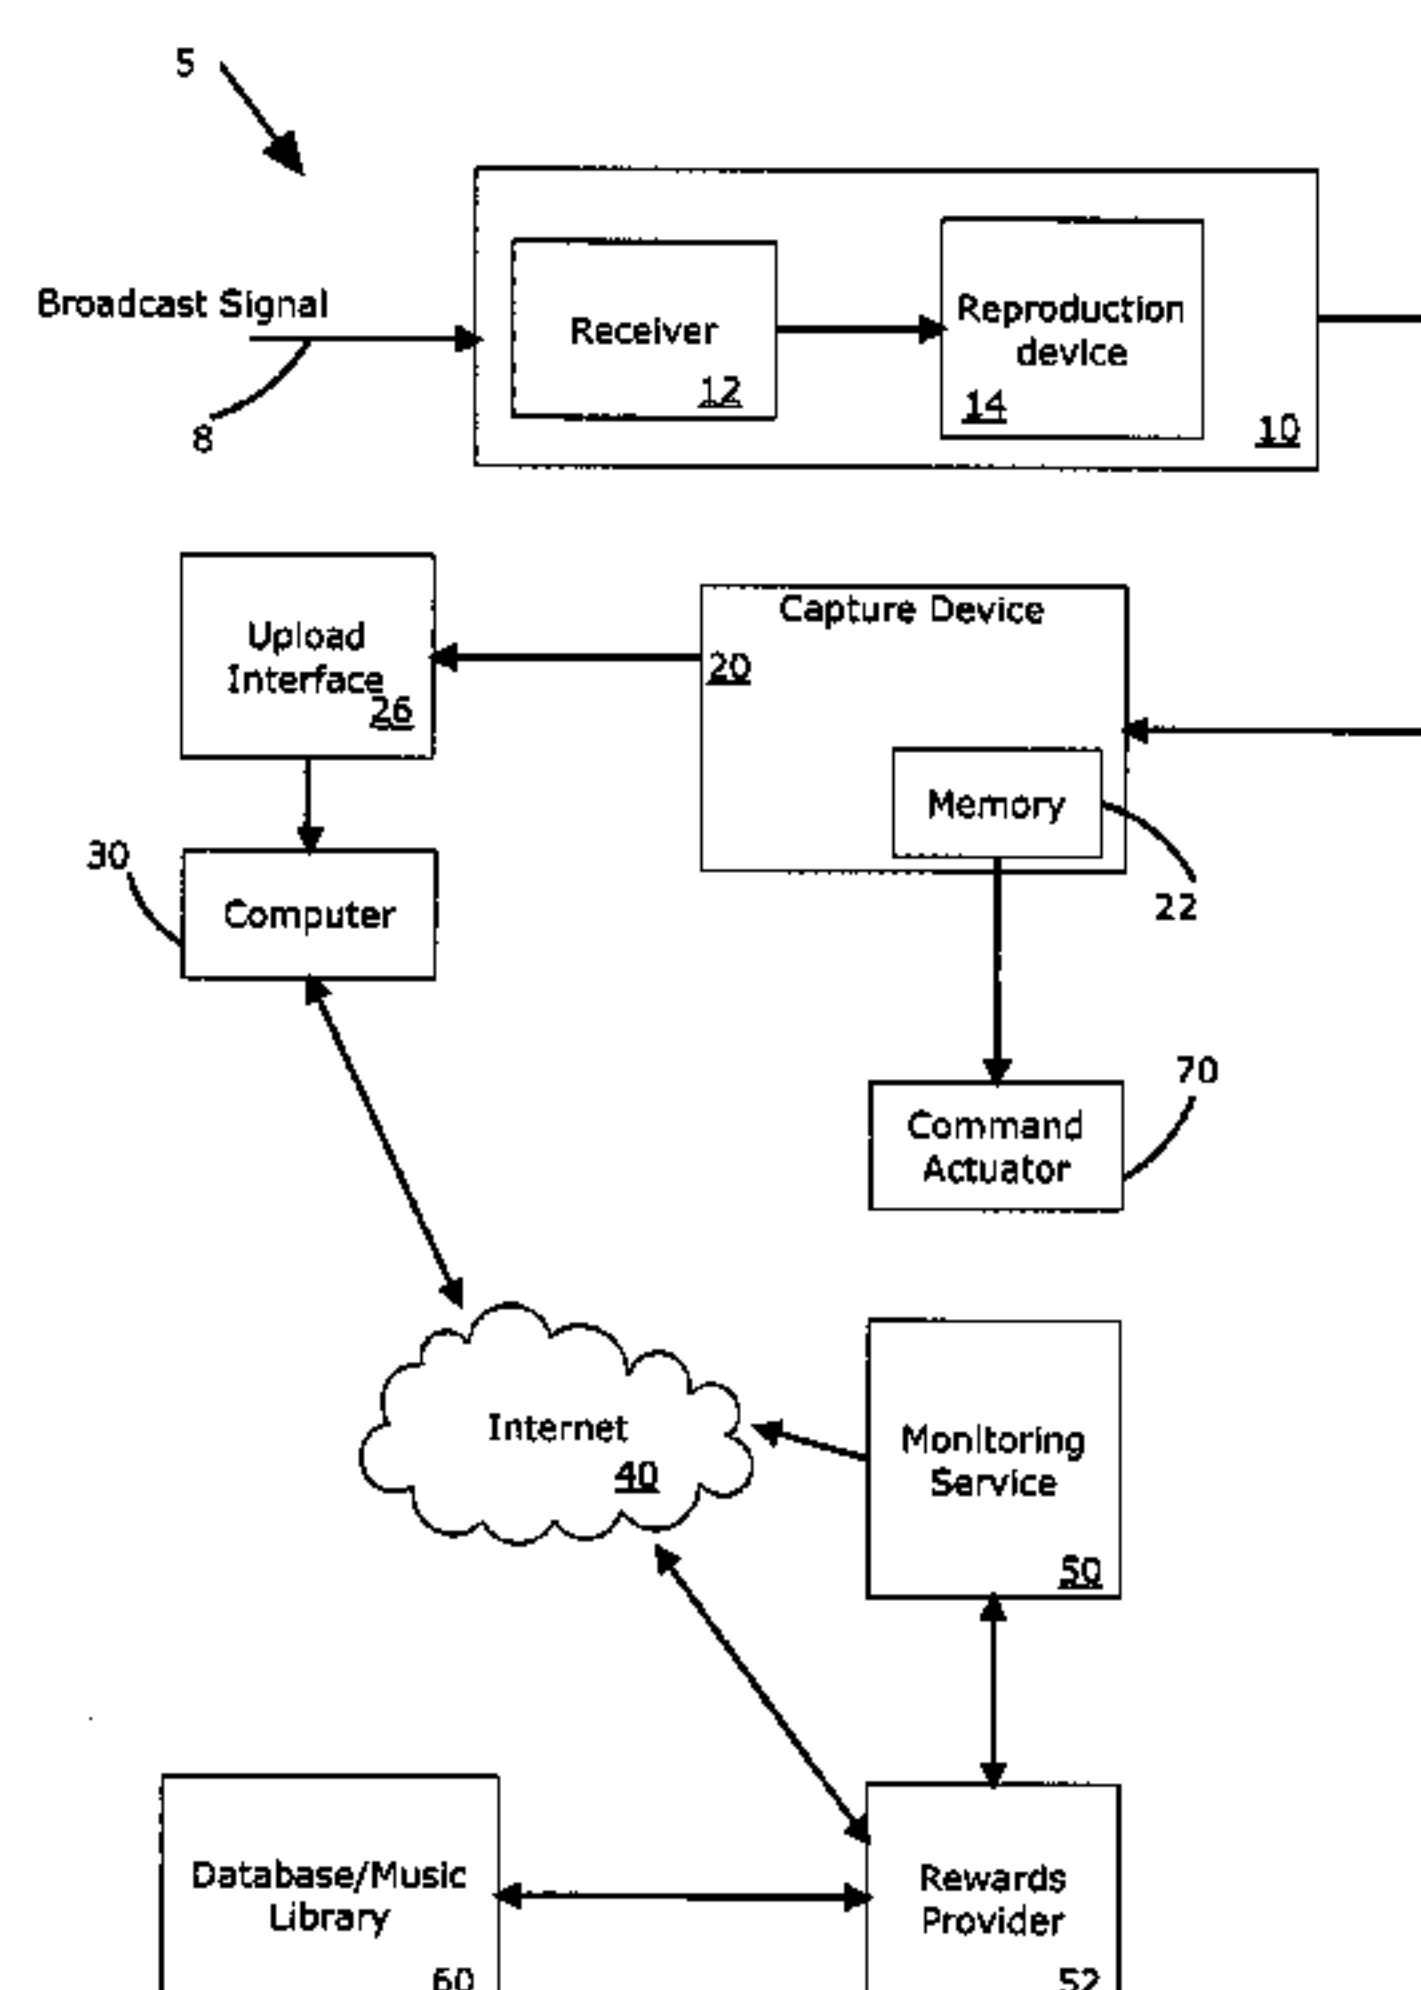 5
Broadcast Signal
8
Receiver
12
Reproduction
device
14
10
Upload
Interface
26
Capture Device
20
Memory
22
30
Computer
70
Command
Actuator
Internet
40
Monitoring
Service
50
Database/Music
Library
60
Rewards
Provider
52